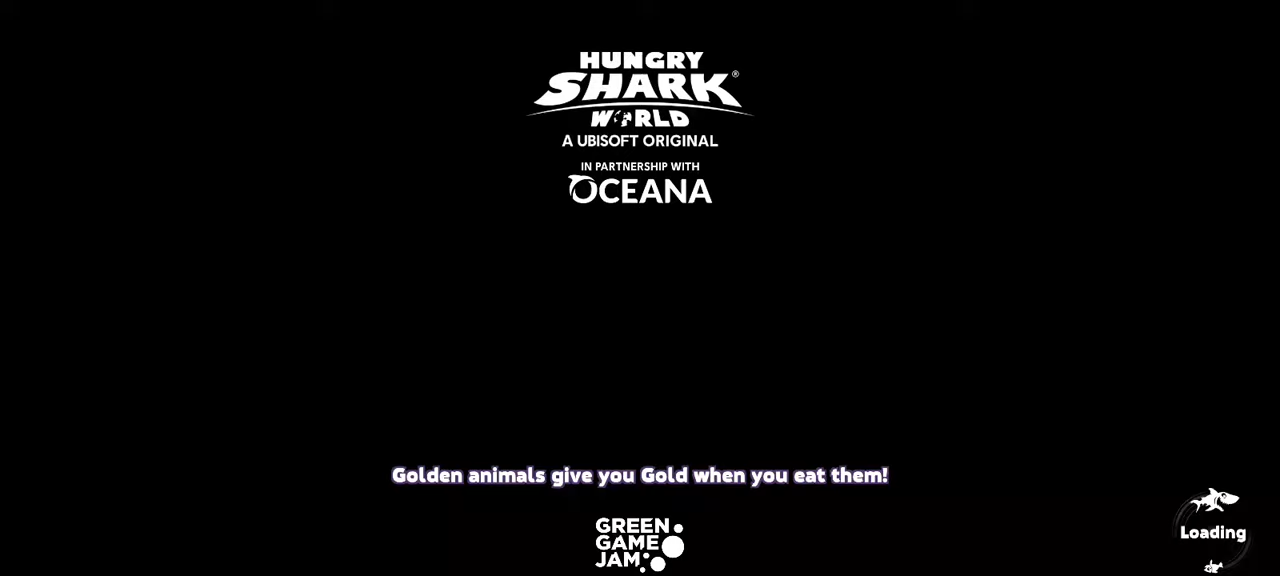 HUNGRY
SHARK®
WORLD
A UBISOFT ORIGINAL
IN PARTNERSHIP WITH
OCEANA
Golden animals give you Gold when you eat them!
GREEN
GAME
JAM
Loading